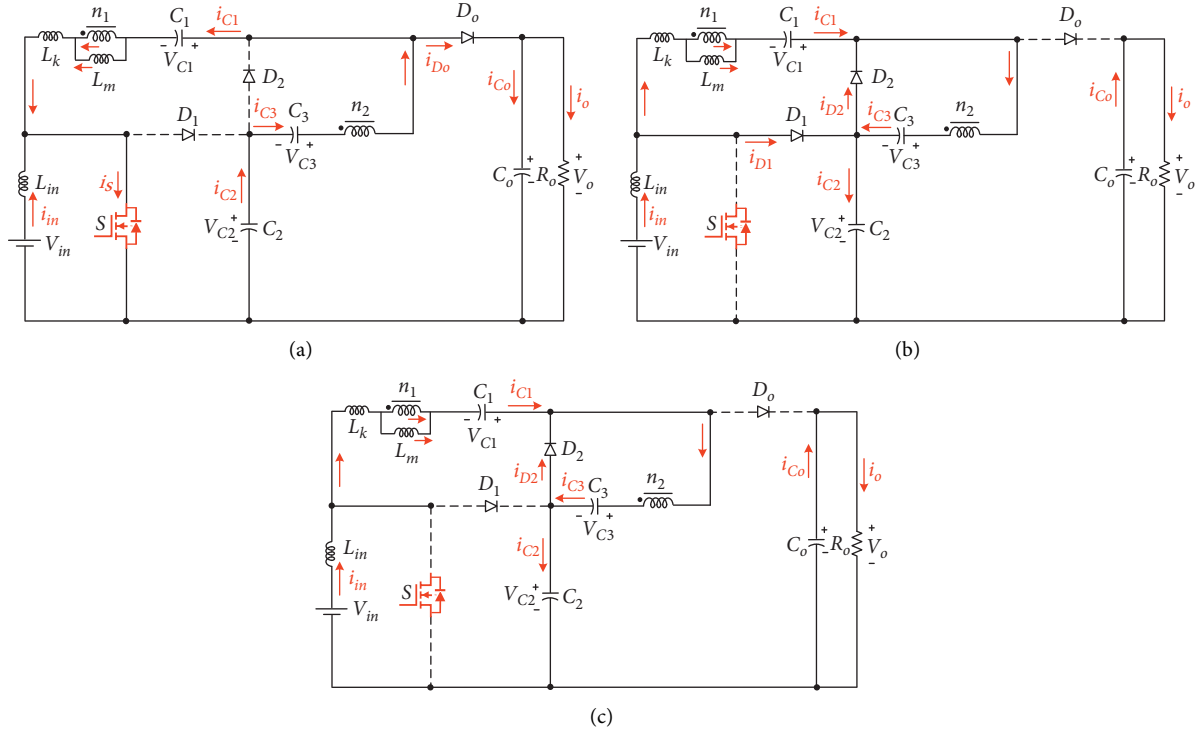 n1 C1 iC1 Do
Lk VC1 iDo
Lm D2 iCo io
D1 iC3 C3 n2
VC3
Lin is iC2 Co Ro Vo
iin S VC2 C2
Vin
(a)
n1 C1 iC1 Do
Lk VC1
Lm D2 iCo io
D1 iD2 iC3 C3 n2
iD1 VC3
Lin iC2 Co Ro Vo
iin S VC2 C2
Vin
(b)
n1 C1 iC1 Do
Lk VC1
Lm D2 iCo io
D1 iD2 iC3 C3 n2
VC3
Lin iC2 Co Ro Vo
iin S VC2 C2
Vin
(c)